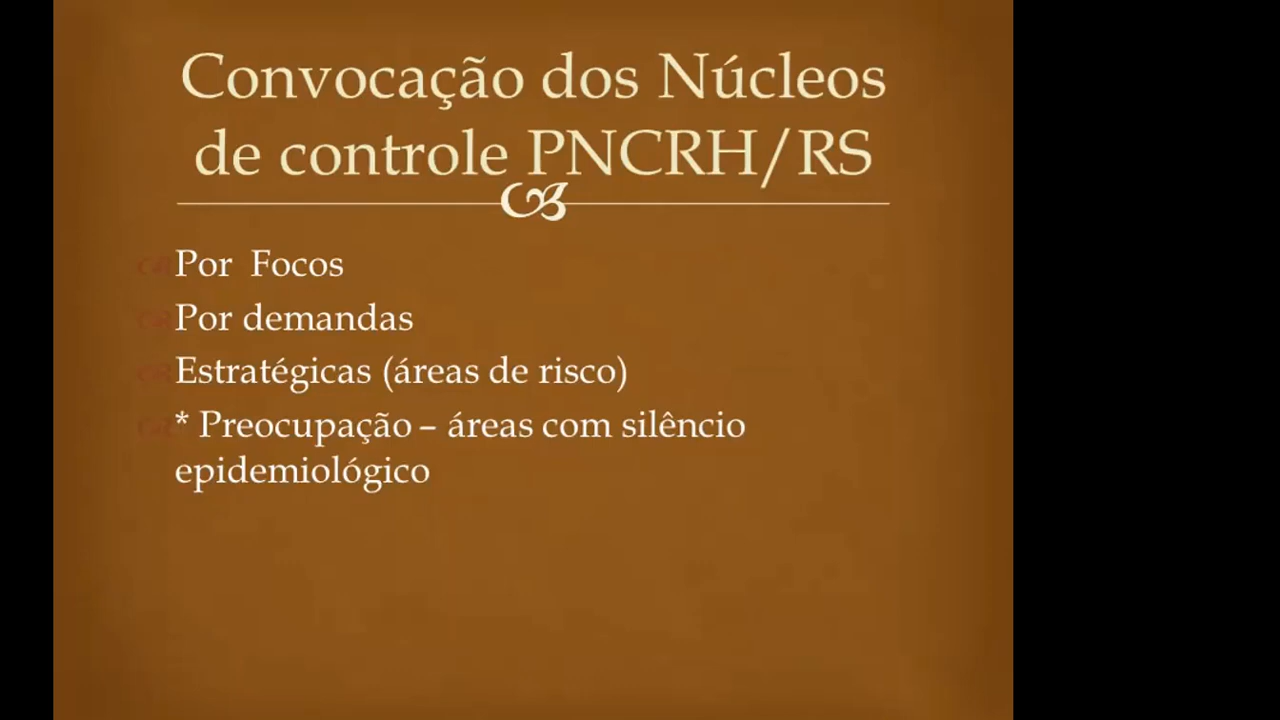 Convocação dos Núcleos
de controle PNCRH/RS
Por  Focos
Por demandas
Estratégicas (áreas de risco)
* Preocupação – áreas com silêncio
epidemiológico